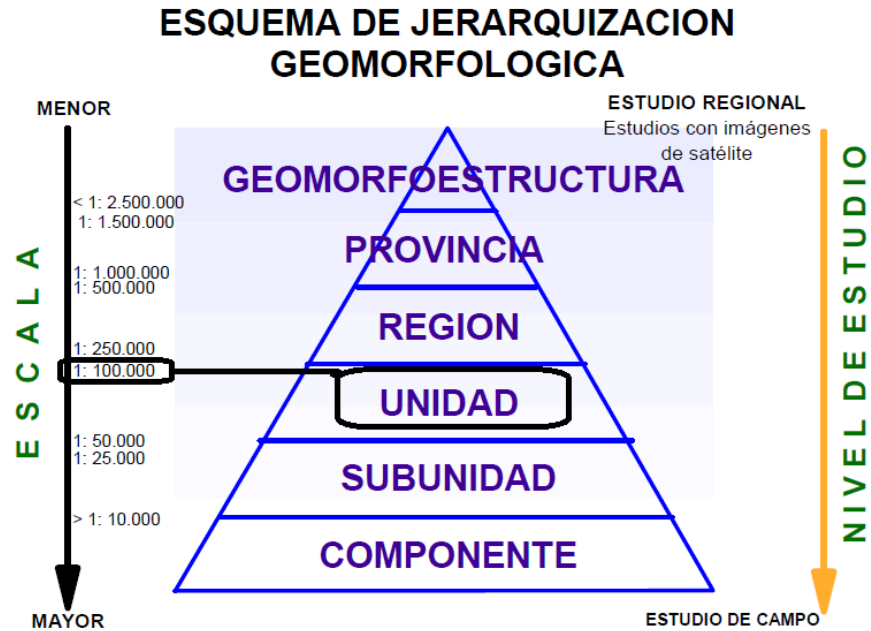 ESQUEMA DE JERARQUIZACION
GEOMORFOLOGICA
MENOR
ESTUDIO REGIONAL
Estudios con imágenes
de satélite
GEOMORFOESTRUCTURA
< 1: 2.500.000
1: 1.500.000
PROVINCIA
1: 1.000.000
1: 500.000
REGION
1: 250.000
1: 100.000
UNIDAD
1: 50.000
1: 25.000
SUBUNIDAD
> 1: 10.000
COMPONENTE
MAYOR
ESTUDIO DE CAMPO
ESCALA
NIVEL DE ESTUDIO